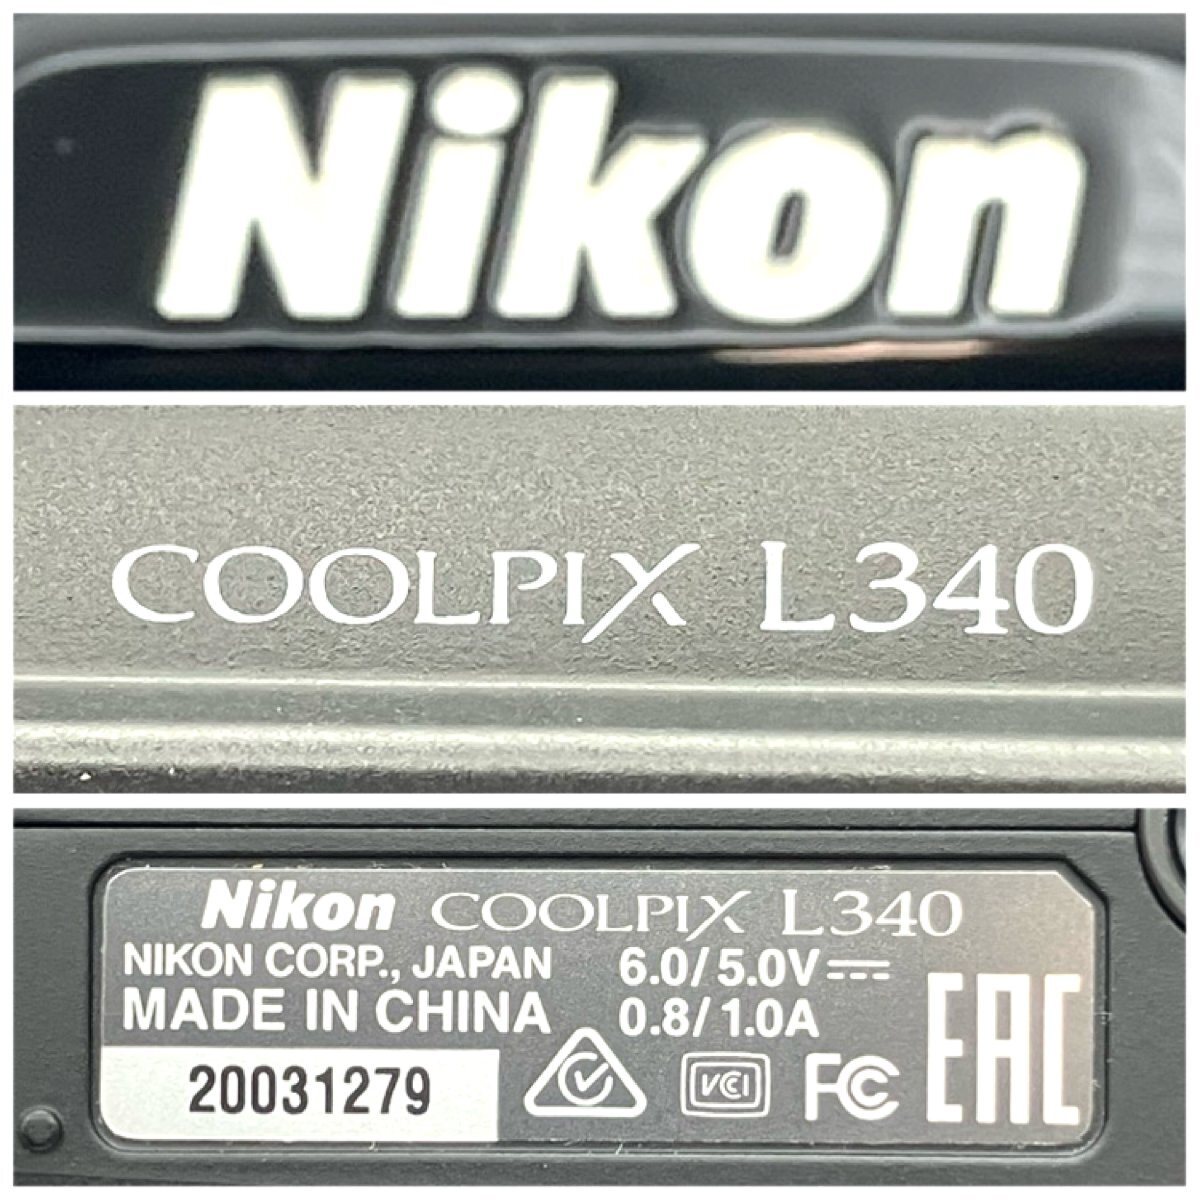 Nikon
COOLPIX L340
Nikon COOLPIX L340
NIKON CORP., JAPAN 6.0/5.0V⎓
MADE IN CHINA 0.8/1.0A
20031279 VCCI FC EAC